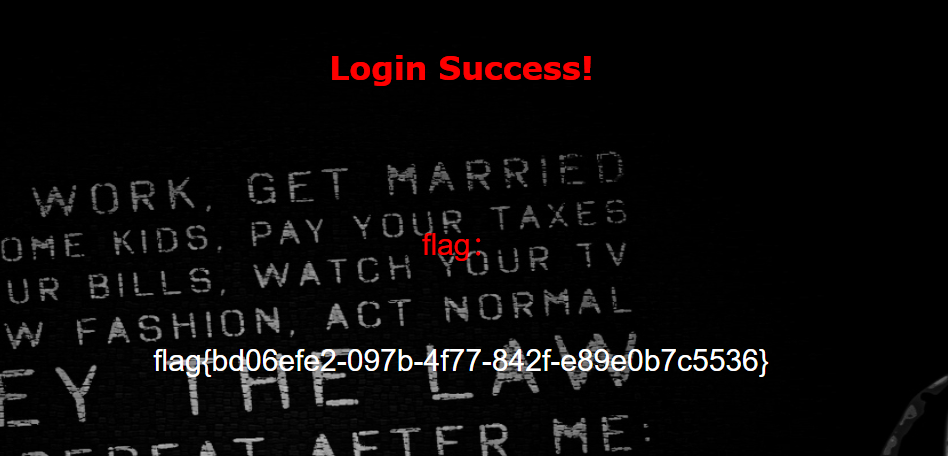 Login Success!
WORK, GET MARRIED
OME KIDS, PAY YOUR TAXES
flag:
UR BILLS, WATCH YOUR TV
W FASHION, ACT NORMAL
flag{bd06efe2-097b-4f77-842f-e89e0b7c5536}
EY THE LAW
REPEAT AFTER ME: